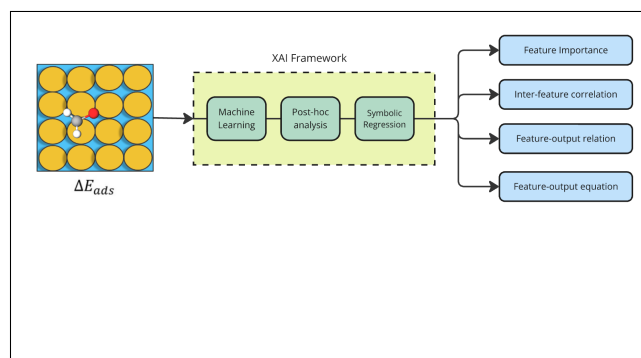 XAI Framework
Machine
Learning
Post-hoc
analysis
Symbolic
Regression
Feature Importance
Inter-feature correlation
Feature-output relation
Feature-output equation
ΔE_ads